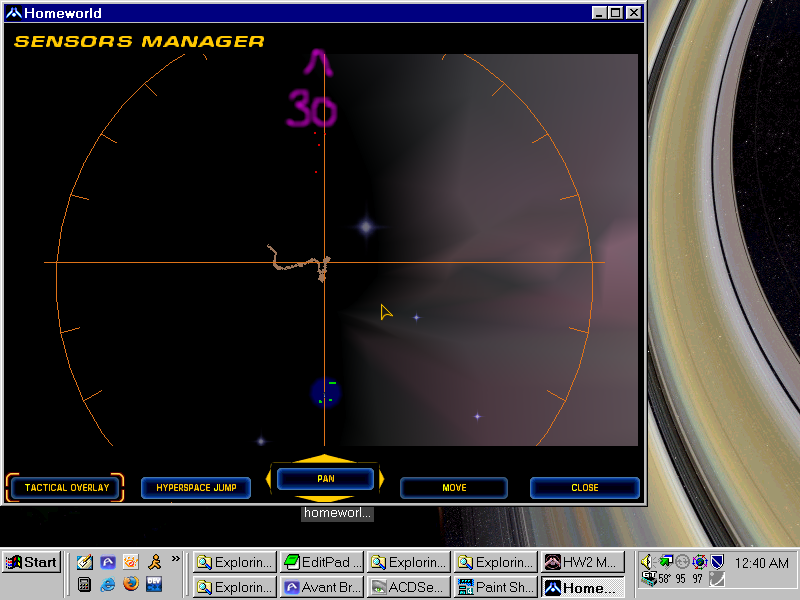 Homeworld
SENSORS MANAGER
30
TACTICAL OVERLAY
HYPERSPACE JUMP
PAN
MOVE
CLOSE
homeworl...
Start
»
Explorin...
EditPad ...
Explorin...
Explorin...
HW2 M...
12:40 AM
Explorin...
Avant Br...
ACDSe...
Paint Sh...
Home...
58° 95 97